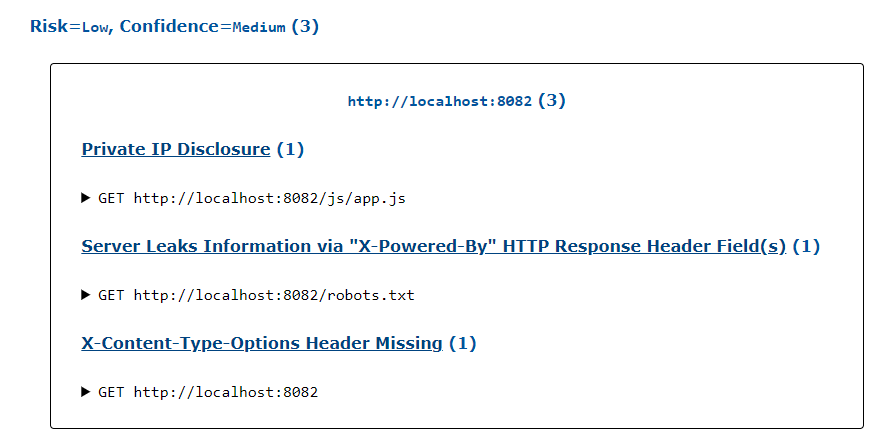 Risk=Low, Confidence=Medium (3)
http://localhost:8082 (3)
Private IP Disclosure (1)
▶ GET http://localhost:8082/js/app.js
Server Leaks Information via "X-Powered-By" HTTP Response Header Field(s) (1)
▶ GET http://localhost:8082/robots.txt
X-Content-Type-Options Header Missing (1)
▶ GET http://localhost:8082